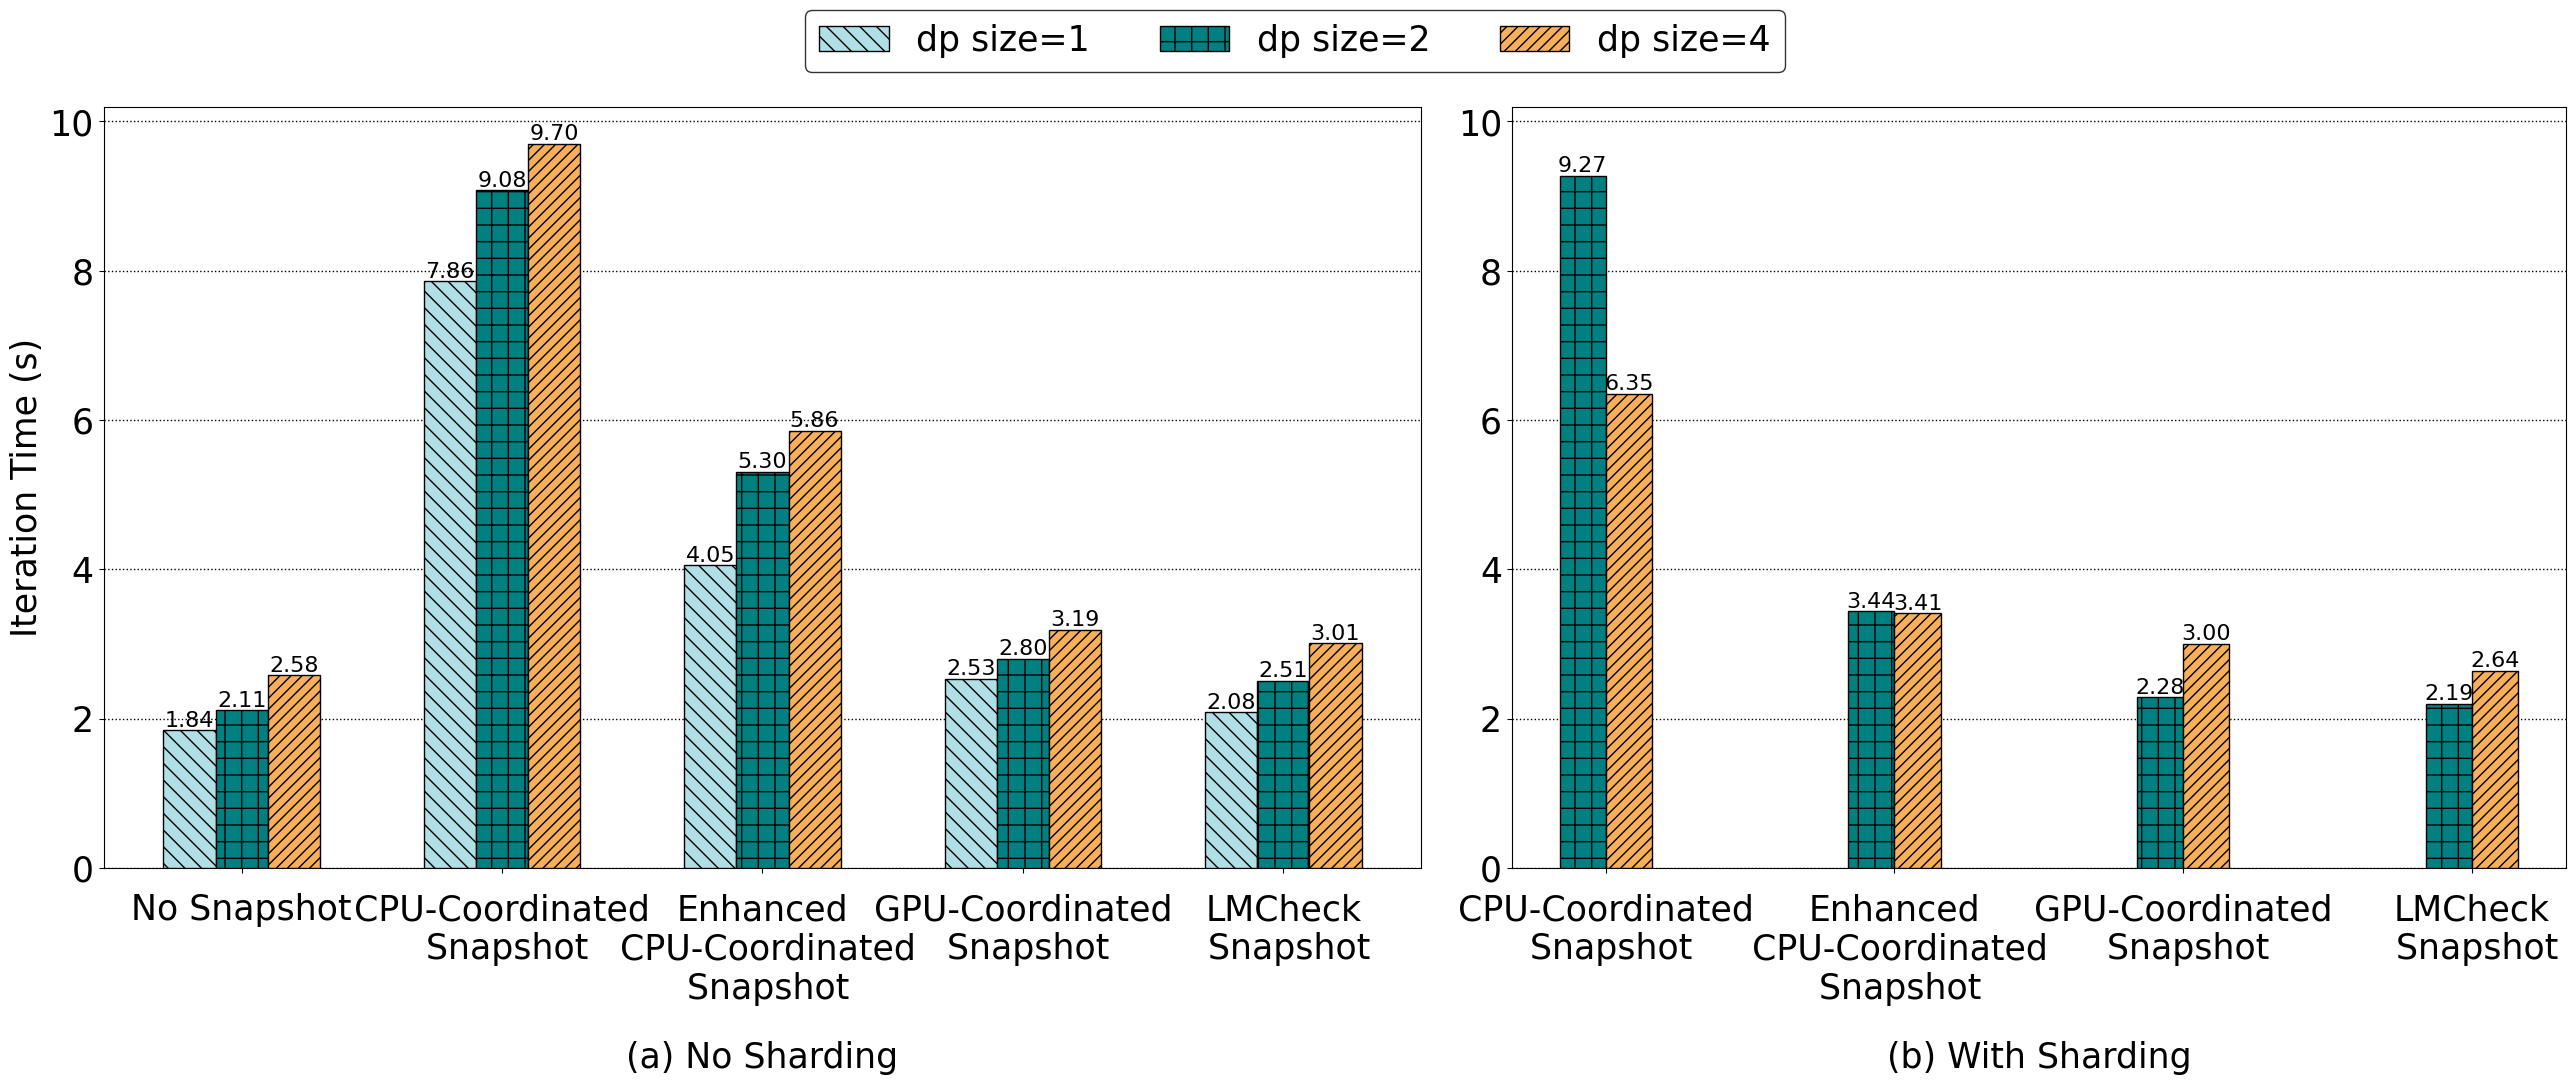 dp size=1 dp size=2 dp size=4
Iteration Time (s)
10
8
6
4
2
0
1.84 2.11 2.58
7.86 9.08 9.70
4.05 5.30 5.86
2.53 2.80 3.19
2.08 2.51 3.01
No Snapshot
CPU-Coordinated
Snapshot
Enhanced
CPU-Coordinated
Snapshot
GPU-Coordinated
Snapshot
LMCheck
Snapshot
(a) No Sharding
10
8
6
4
2
0
9.27 6.35
3.44 3.41
2.28 3.00
2.19 2.64
CPU-Coordinated
Snapshot
Enhanced
CPU-Coordinated
Snapshot
GPU-Coordinated
Snapshot
LMCheck
Snapshot
(b) With Sharding